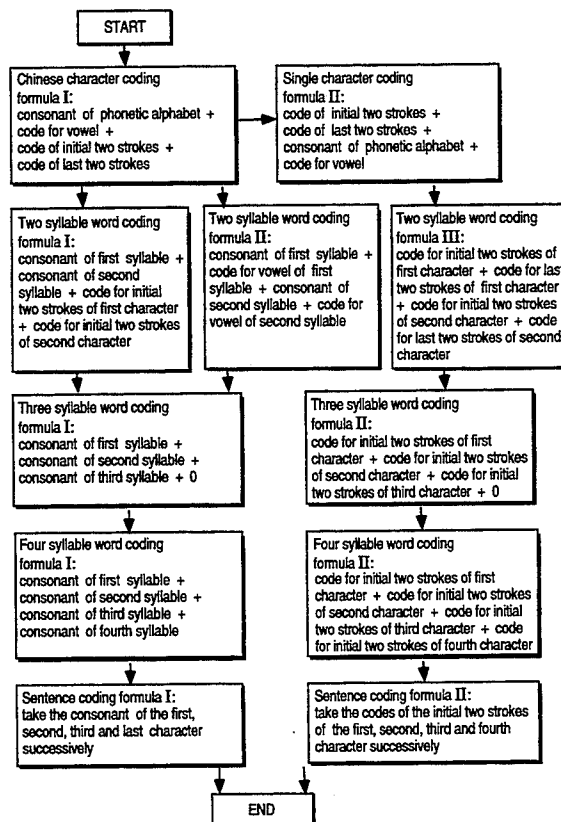 START
Chinese character coding
formula I:
consonant of phonetic alphabet +
code for vowel +
code of initial two strokes +
code of last two strokes
Single character coding
formula II:
code of initial two strokes +
code of last two strokes +
consonant of phonetic alphabet +
code for vowel
Two syllable word coding
formula I:
consonant of first syllable +
consonant of second
syllable + code for initial
two strokes of first character
+ code for initial two strokes
of second character
Two syllable word coding
formula II:
consonant of first syllable +
code for vowel of first
syllable + consonant of
second syllable + code for
vowel of second syllable
Two syllable word coding
formula III:
code for initial two strokes of
first character + code for last
two strokes of first character
+ code for initial two strokes
of second character + code
for last two strokes of second
character
Three syllable word coding
formula I:
consonant of first syllable +
consonant of second syllable +
consonant of third syllable + 0
Three syllable word coding
formula II:
code for initial two strokes of first
character + code for initial two strokes
of second character + code for initial
two strokes of third character + 0
Four syllable word coding
formula I:
consonant of first syllable +
consonant of second syllable +
consonant of third syllable +
consonant of fourth syllable
Four syllable word coding
formula II:
code for initial two strokes of first
character + code for initial two strokes
of second character + code for initial
two strokes of third character + code
for initial two strokes of fourth character
Sentence coding formula I:
take the consonant of the first,
second, third and last character
successively
Sentence coding formula II:
take the codes of the initial two strokes
of the first, second, third and fourth
character successively
END